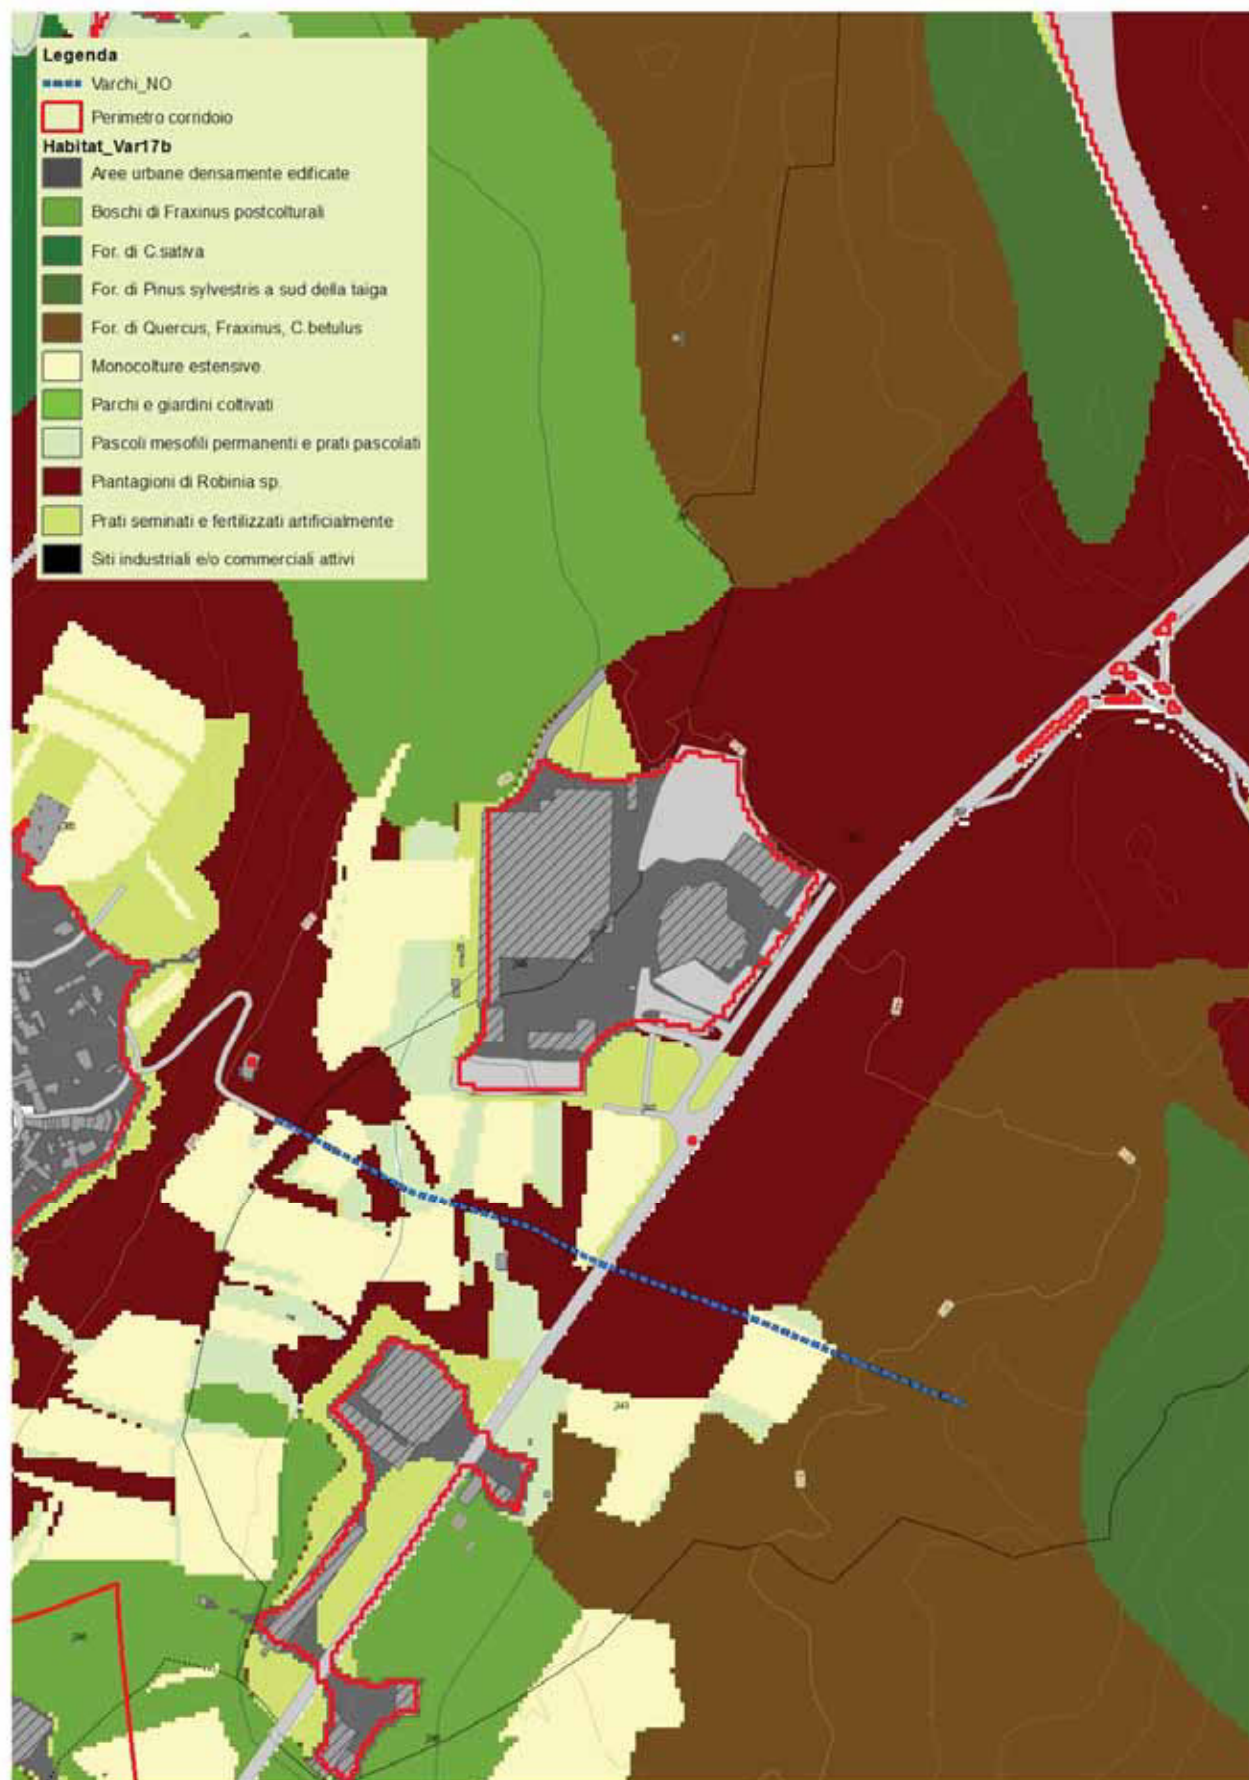 Legenda
Varchi_NO
Perimetro corridoio
Habitat_Var17b
Aree urbane densamente edificate
Boschi di Fraxinus postcolturali
For. di C.sativa
For. di Pinus sylvestris a sud della taiga
For. di Quercus, Fraxinus, C.betulus
Monocolture estensive
Parchi e giardini coltivati
Pascoli mesofili permanenti e prati pascolati
Piantagioni di Robinia sp.
Prati seminati e fertilizzati artificialmente
Siti industriali e/o commerciali attivi